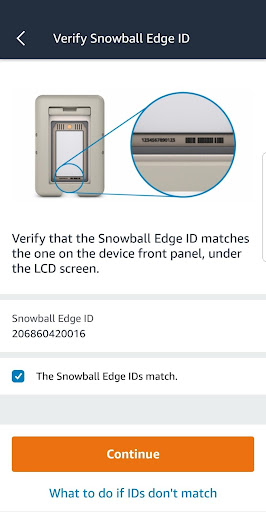 Verify Snowball Edge ID
Verify that the Snowball Edge ID matches
the one on the device front panel, under
the LCD screen.
Snowball Edge ID
206860420016
The Snowball Edge IDs match.
Continue
What to do if IDs don't match